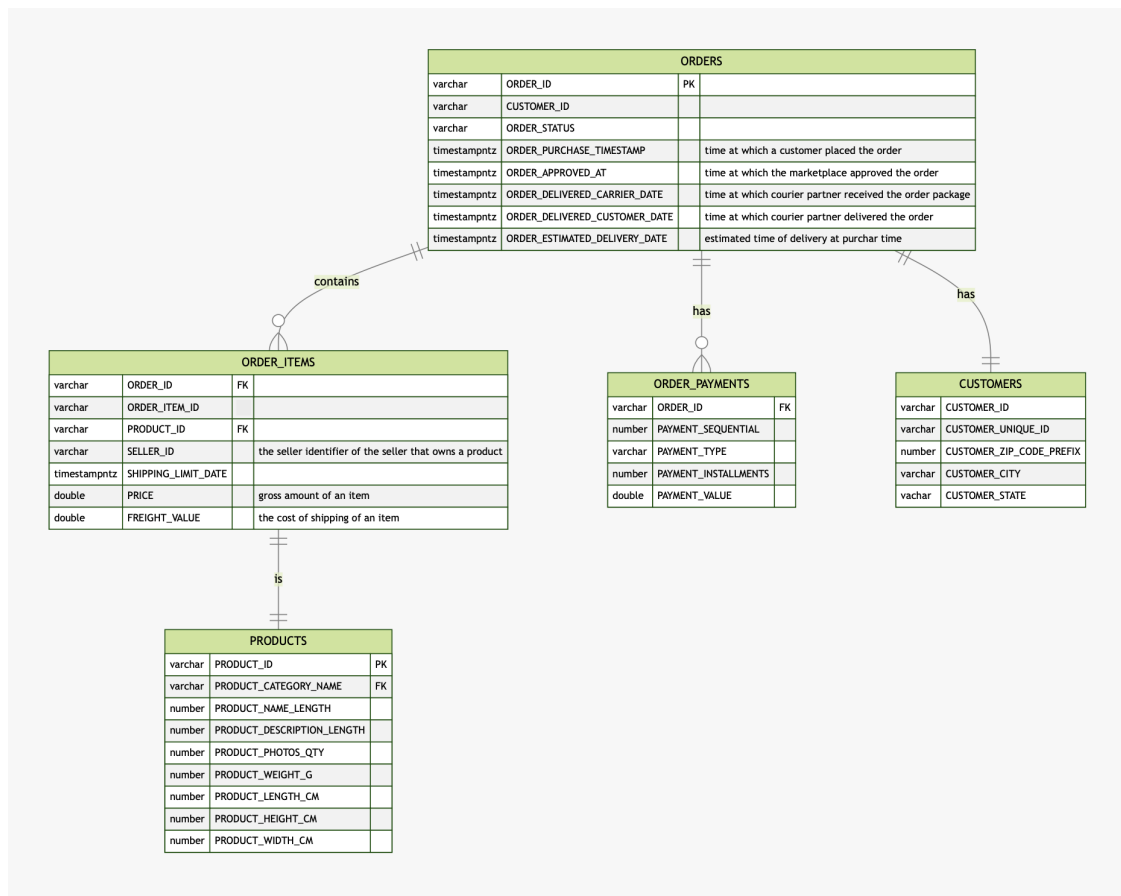 ORDERS
varchar ORDER_ID PK
varchar CUSTOMER_ID
varchar ORDER_STATUS
timestampntz ORDER_PURCHASE_TIMESTAMP time at which a customer placed the order
timestampntz ORDER_APPROVED_AT time at which the marketplace approved the order
timestampntz ORDER_DELIVERED_CARRIER_DATE time at which courier partner received the order package
timestampntz ORDER_DELIVERED_CUSTOMER_DATE time at which courier partner delivered the order
timestampntz ORDER_ESTIMATED_DELIVERY_DATE estimated time of delivery at purchar time
contains
has
has
ORDER_ITEMS
varchar ORDER_ID FK
varchar ORDER_ITEM_ID
varchar PRODUCT_ID FK
varchar SELLER_ID the seller identifier of the seller that owns a product
timestampntz SHIPPING_LIMIT_DATE
double PRICE gross amount of an item
double FREIGHT_VALUE the cost of shipping of an item
ORDER_PAYMENTS
varchar ORDER_ID FK
number PAYMENT_SEQUENTIAL
varchar PAYMENT_TYPE
number PAYMENT_INSTALLMENTS
double PAYMENT_VALUE
CUSTOMERS
varchar CUSTOMER_ID
varchar CUSTOMER_UNIQUE_ID
number CUSTOMER_ZIP_CODE_PREFIX
varchar CUSTOMER_CITY
vachar CUSTOMER_STATE
is
PRODUCTS
varchar PRODUCT_ID PK
varchar PRODUCT_CATEGORY_NAME FK
number PRODUCT_NAME_LENGTH
number PRODUCT_DESCRIPTION_LENGTH
number PRODUCT_PHOTOS_QTY
number PRODUCT_WEIGHT_G
number PRODUCT_LENGTH_CM
number PRODUCT_HEIGHT_CM
number PRODUCT_WIDTH_CM